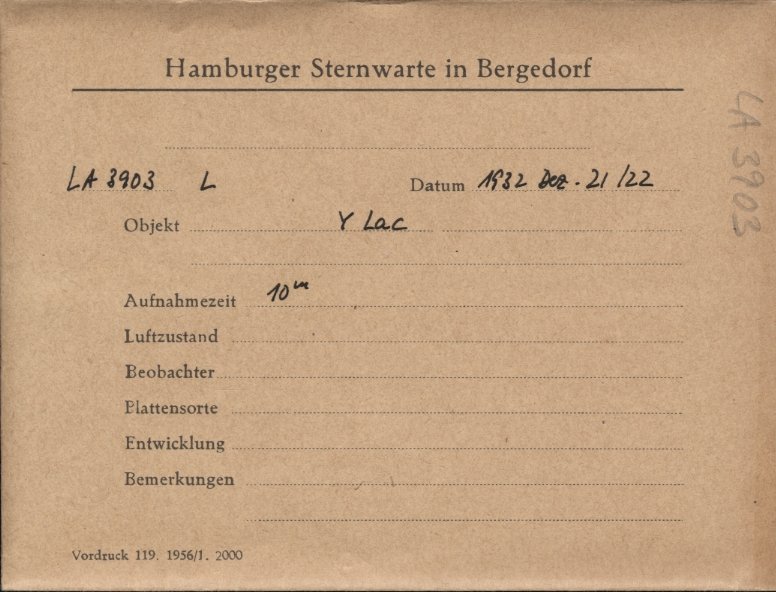 Hamburger Sternwarte in Bergedorf
LA 3903 L Datum 1932 Dez. 21/22
Objekt Y Lac
Aufnahmezeit 10ᵐ
Luftzustand
Beobachter
Plattensorte
Entwicklung
Bemerkungen
Vordruck 119. 1956/1. 2000
LA 3903